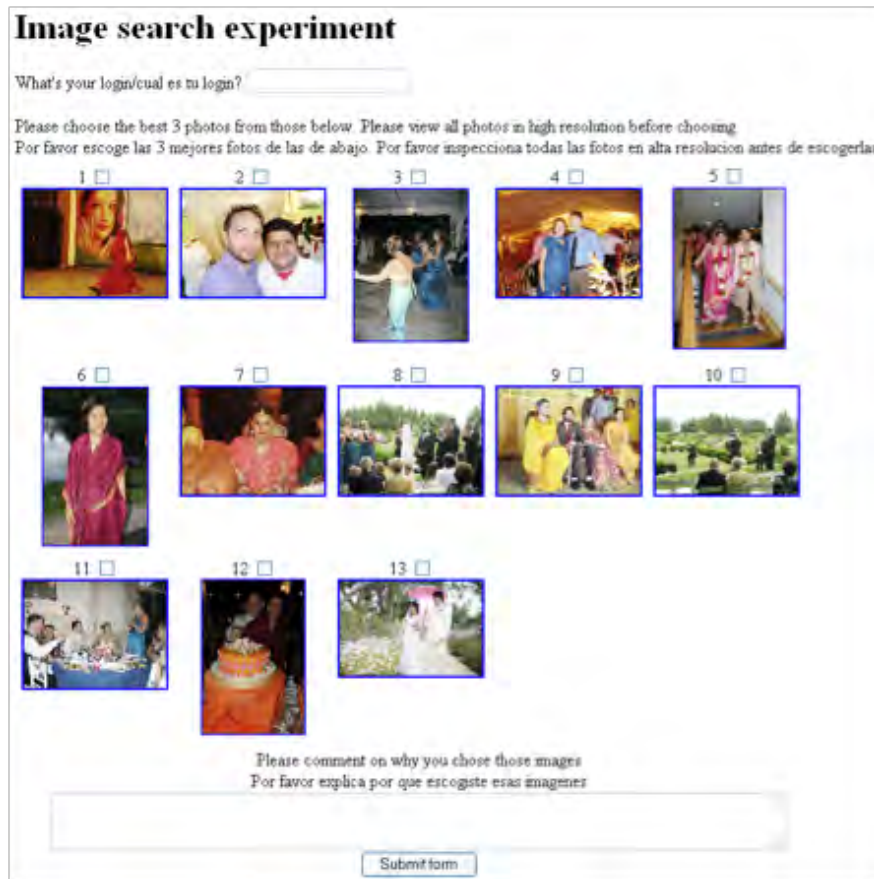 Image search experiment
What's your login/cual es tu login?
Please choose the best 3 photos from those below. Please view all photos in high resolution before choosing.
Por favor escoge las 3 mejores fotos de las de abajo. Por favor inspecciona todas las fotos en alta resolucion antes de escogerlas
1 2 3 4 5
6 7 8 9 10
11 12 13
Please comment on why you chose those images
Por favor explica por que escogiste esas imagenes
Submit form